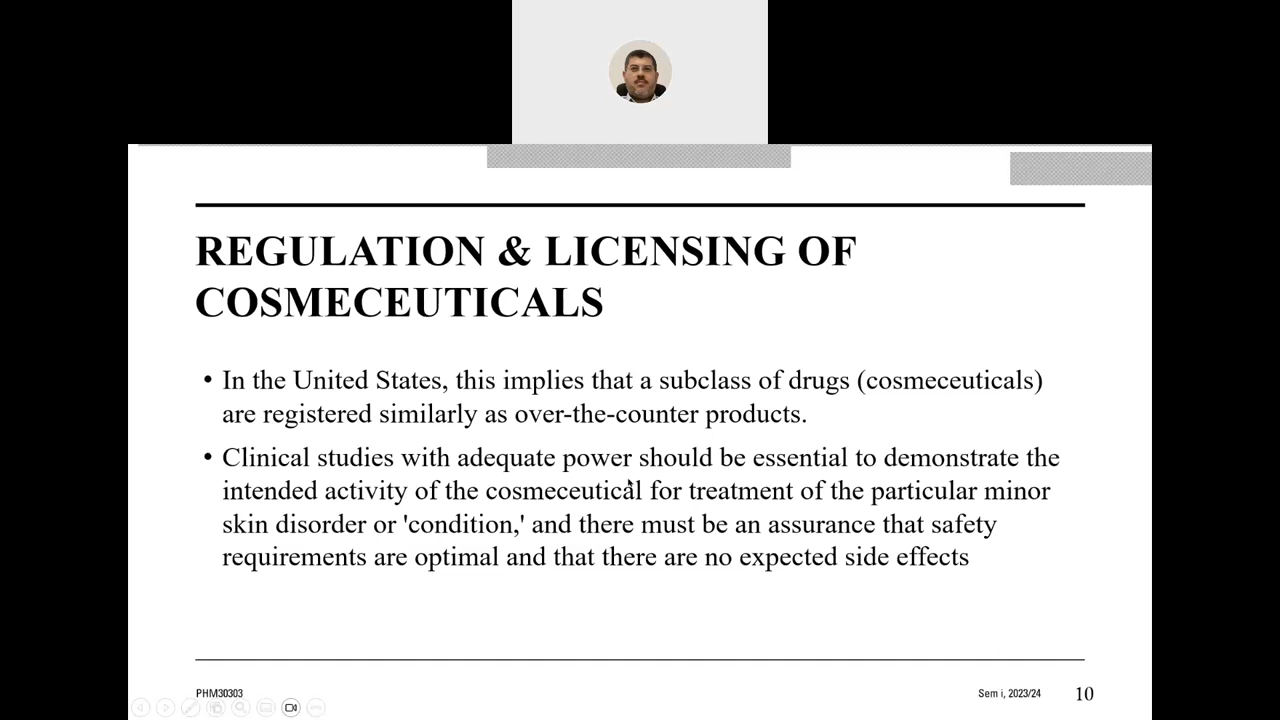 REGULATION & LICENSING OF
COSMECEUTICALS
• In the United States, this implies that a subclass of drugs (cosmeceuticals)
are registered similarly as over-the-counter products.
• Clinical studies with adequate power should be essential to demonstrate the
intended activity of the cosmeceutical for treatment of the particular minor
skin disorder or 'condition,' and there must be an assurance that safety
requirements are optimal and that there are no expected side effects
PHM30303
Sem i, 2023/24
10